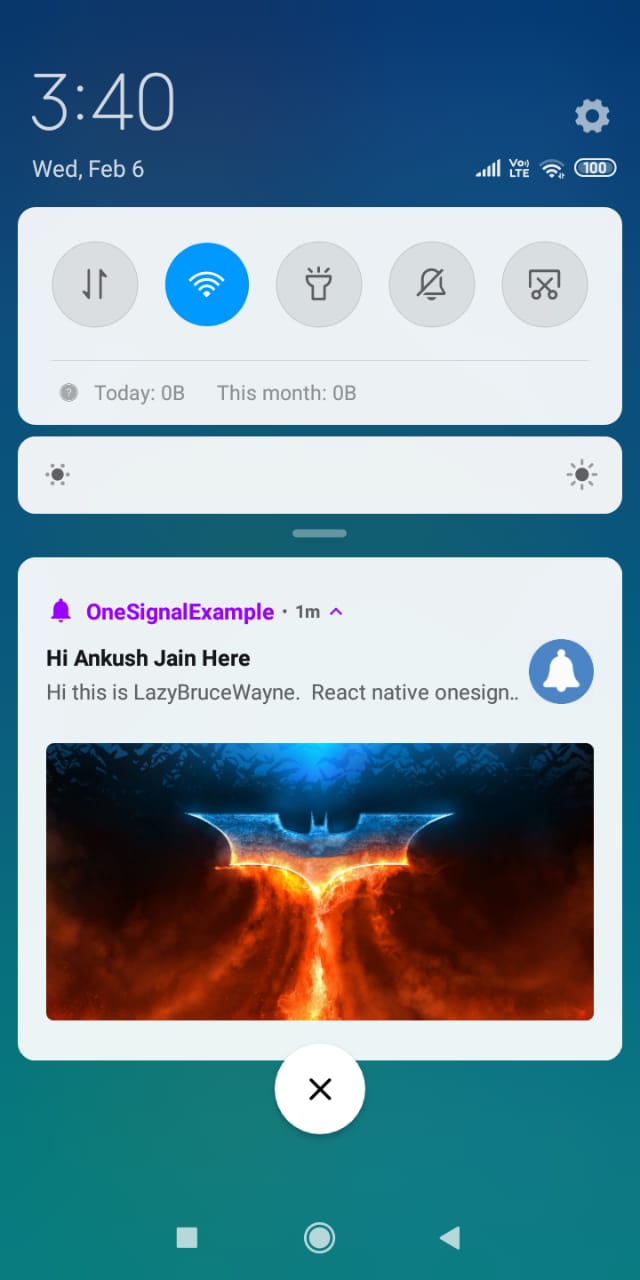 3:40
Wed, Feb 6
Vo) LTE
100
Today: 0B This month: 0B
OneSignalExample · 1m
Hi Ankush Jain Here
Hi this is LazyBruceWayne. React native onesign..